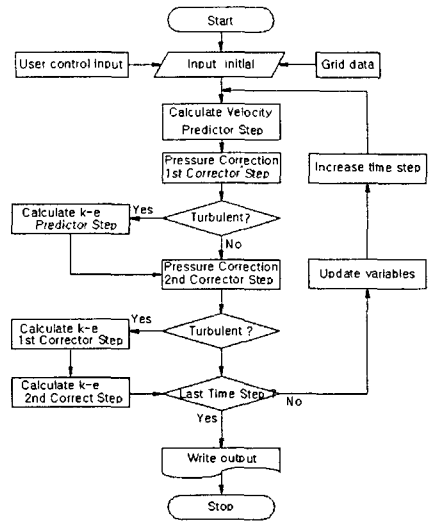 Start
User control input
Input initial
Grid data
Calculate Velocity
Predictor Step
Pressure Correction
1st Corrector Step
Increase time step
Calculate k-e
Predictor Step
Yes
Turbulent?
No
Pressure Correction
2nd Corrector Step
Update variables
Calculate k-e
1st Corrector Step
Yes
Turbulent ?
Calculate k-e
2nd Correct Step
Last Time Step ?
No
Yes
Write output
Stop